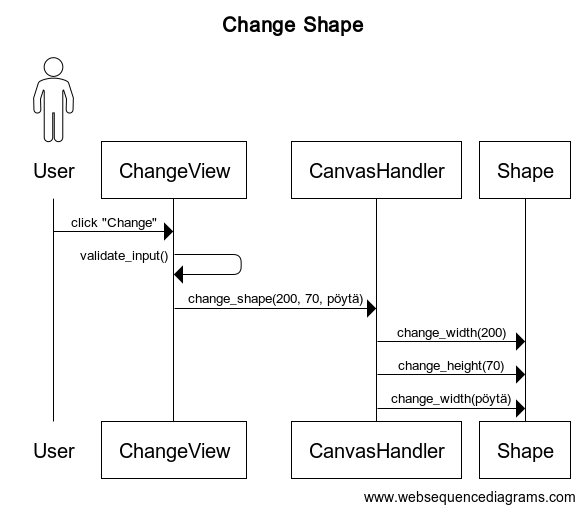 Change Shape
User
ChangeView
CanvasHandler
Shape
click "Change"
validate_input()
change_shape(200, 70, pöytä)
change_width(200)
change_height(70)
change_width(pöytä)
User
ChangeView
CanvasHandler
Shape
www.websequencediagrams.com